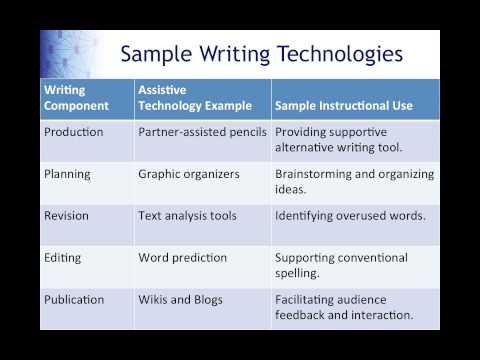 Sample Writing Technologies
Writing Component | Assistive Technology Example | Sample Instructional Use
Production | Partner-assisted pencils | Providing supportive alternative writing tool.
Planning | Graphic organizers | Brainstorming and organizing ideas.
Revision | Text analysis tools | Identifying overused words.
Editing | Word prediction | Supporting conventional spelling.
Publication | Wikis and Blogs | Facilitating audience feedback and interaction.